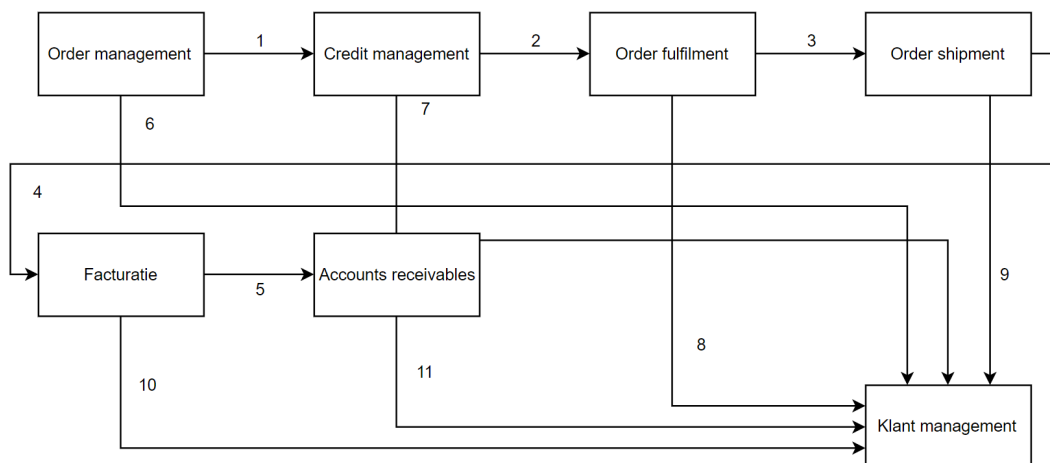 Order management
1
Credit management
2
Order fulfilment
3
Order shipment
6
7
4
Facturatie
5
Accounts receivables
9
8
10
11
Klant management